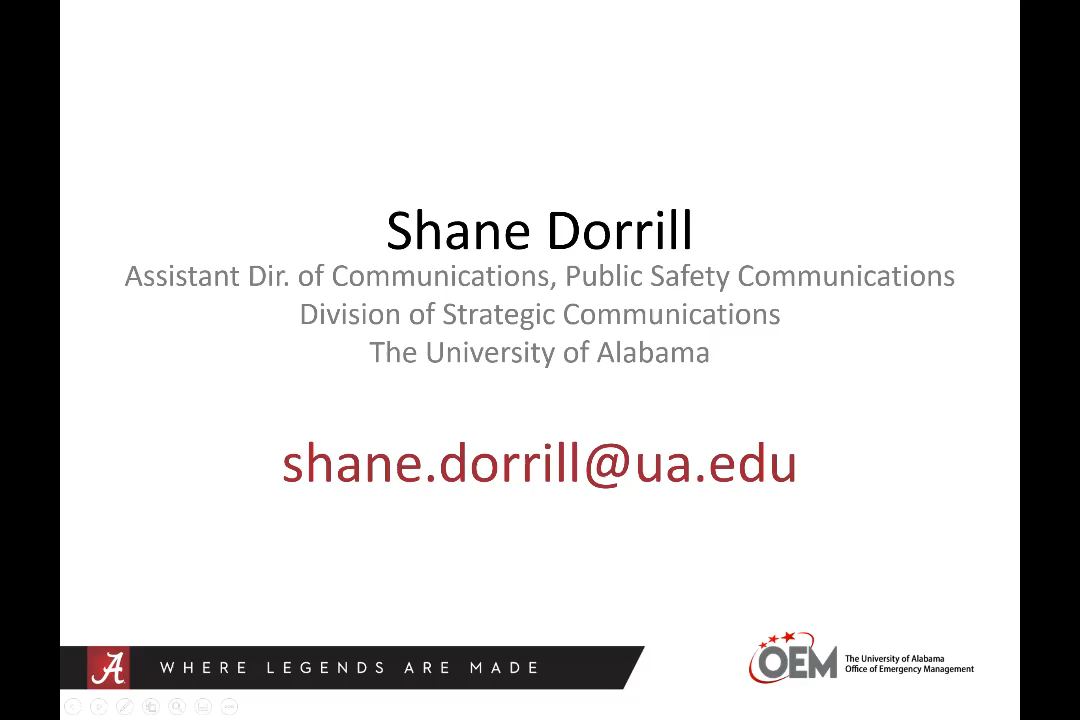 Shane Dorrill
Assistant Dir. of Communications, Public Safety Communications
Division of Strategic Communications
The University of Alabama
shane.dorrill@ua.edu
A WHERE LEGENDS ARE MADE
OEM
The University of Alabama
Office of Emergency Management